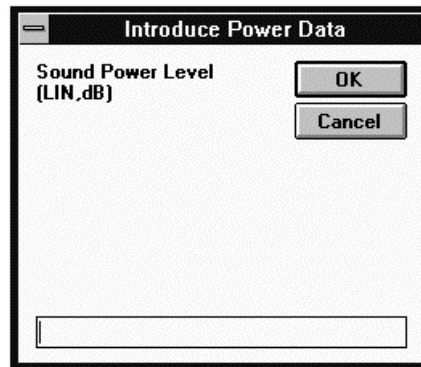 Introduce Power Data
Sound Power Level
(LIN,dB)
OK
Cancel